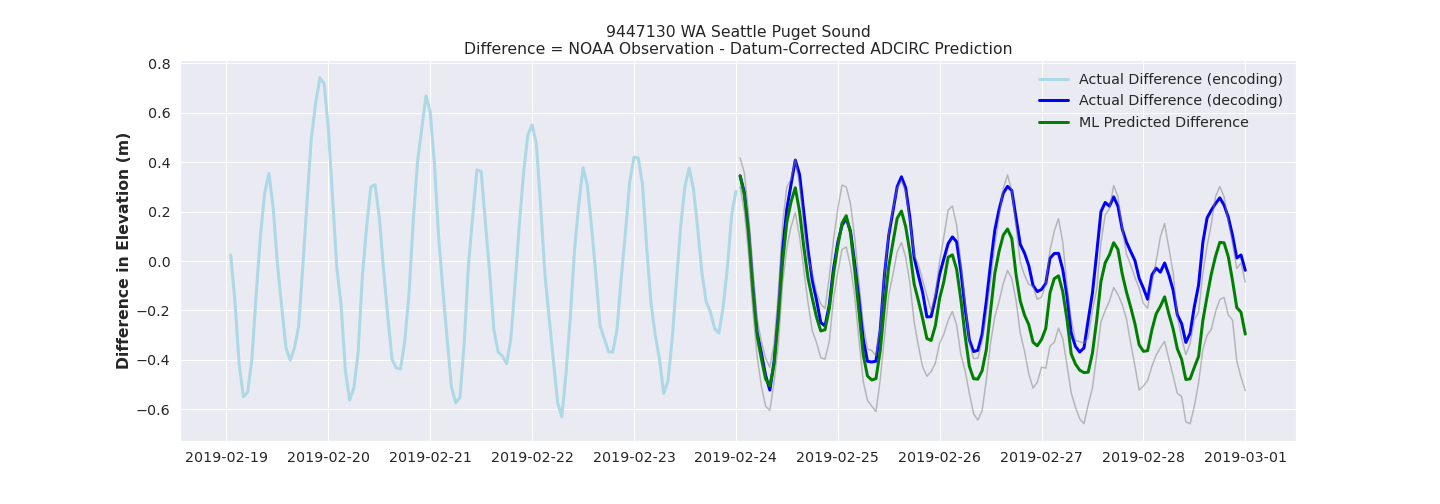 9447130 WA Seattle Puget Sound
Difference = NOAA Observation - Datum-Corrected ADCIRC Prediction
Difference in Elevation (m)
0.8
0.6
0.4
0.2
0.0
−0.2
−0.4
−0.6
Actual Difference (encoding)
Actual Difference (decoding)
ML Predicted Difference
2019-02-19 2019-02-20 2019-02-21 2019-02-22 2019-02-23 2019-02-24 2019-02-25 2019-02-26 2019-02-27 2019-02-28 2019-03-01